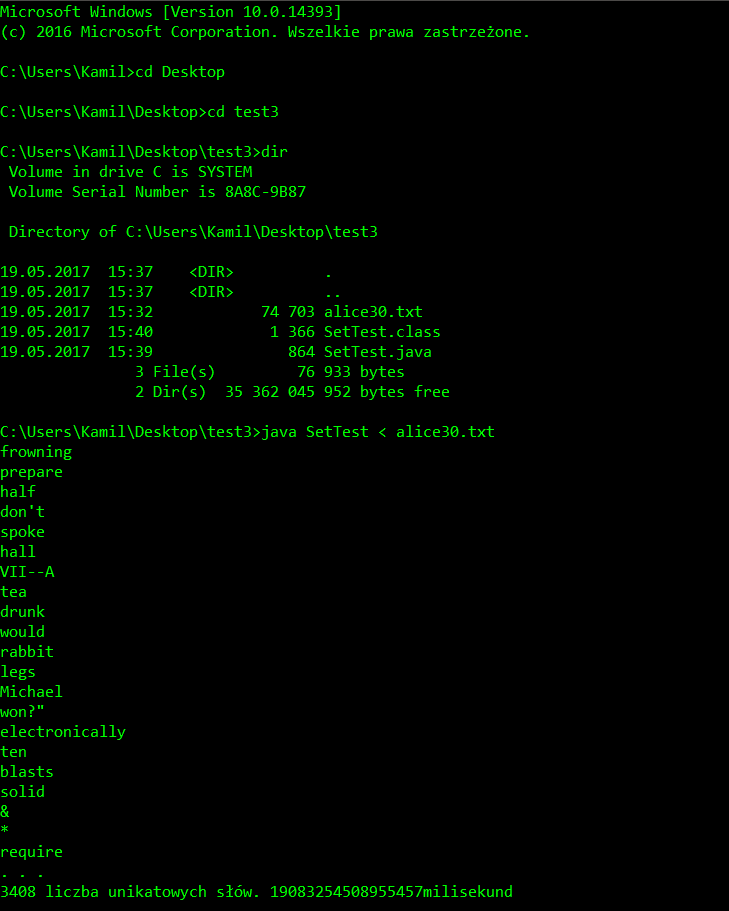 Microsoft Windows [Version 10.0.14393]
(c) 2016 Microsoft Corporation. Wszelkie prawa zastrzeżone.
C:\Users\Kamil>cd Desktop
C:\Users\Kamil\Desktop>cd test3
C:\Users\Kamil\Desktop\test3>dir
 Volume in drive C is SYSTEM
 Volume Serial Number is 8A8C-9B87
 Directory of C:\Users\Kamil\Desktop\test3
19.05.2017  15:37    <DIR>          .
19.05.2017  15:37    <DIR>          ..
19.05.2017  15:32            74 703 alice30.txt
19.05.2017  15:40             1 366 SetTest.class
19.05.2017  15:39               864 SetTest.java
               3 File(s)         76 933 bytes
               2 Dir(s)  35 362 045 952 bytes free
C:\Users\Kamil\Desktop\test3>java SetTest < alice30.txt
frowning
prepare
half
don't
spoke
hall
VII--A
tea
drunk
would
rabbit
legs
Michael
won?"
electronically
ten
blasts
solid
&
*
require
. . .
3408 liczba unikatowych słów. 19083254508955457milisekund